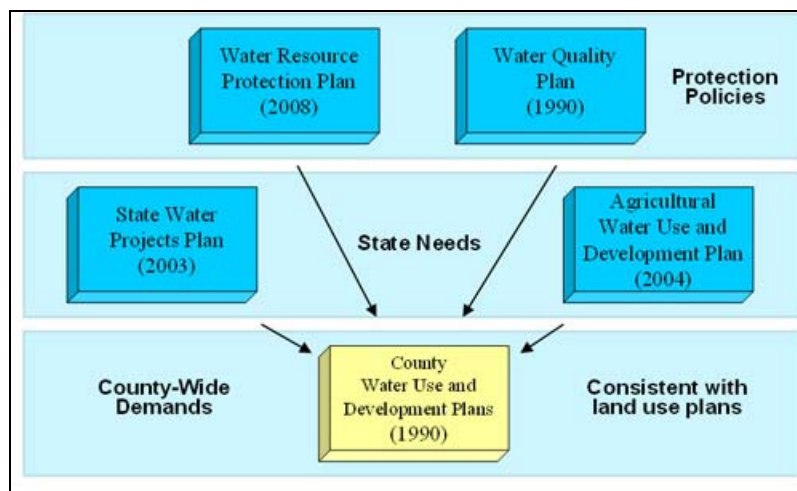 Water Resource
Protection Plan
(2008)
Water Quality
Plan
(1990)
Protection
Policies
State Water
Projects Plan
(2003)
State Needs
Agricultural
Water Use and
Development Plan
(2004)
County-Wide
Demands
County
Water Use and
Development Plans
(1990)
Consistent with
land use plans